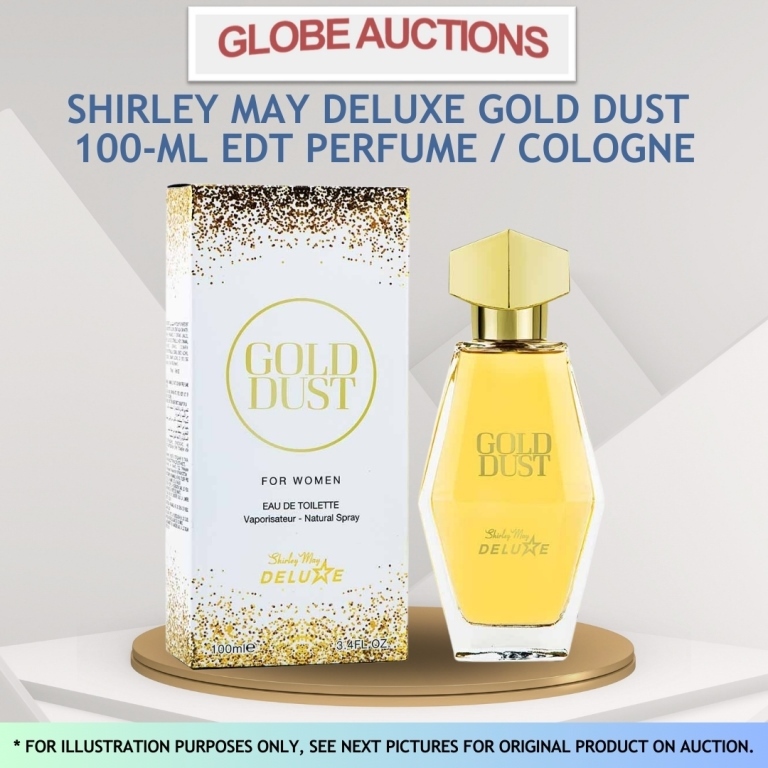 GLOBE AUCTIONS
SHIRLEY MAY DELUXE GOLD DUST
100-ML EDT PERFUME / COLOGNE
GOLD
DUST
FOR WOMEN
EAU DE TOILETTE
Vaporisateur - Natural Spray
Shirley May
DELUXE
100ml e
3.4FL.OZ.
GOLD
DUST
Shirley May
DELUXE
* FOR ILLUSTRATION PURPOSES ONLY, SEE NEXT PICTURES FOR ORIGINAL PRODUCT ON AUCTION.